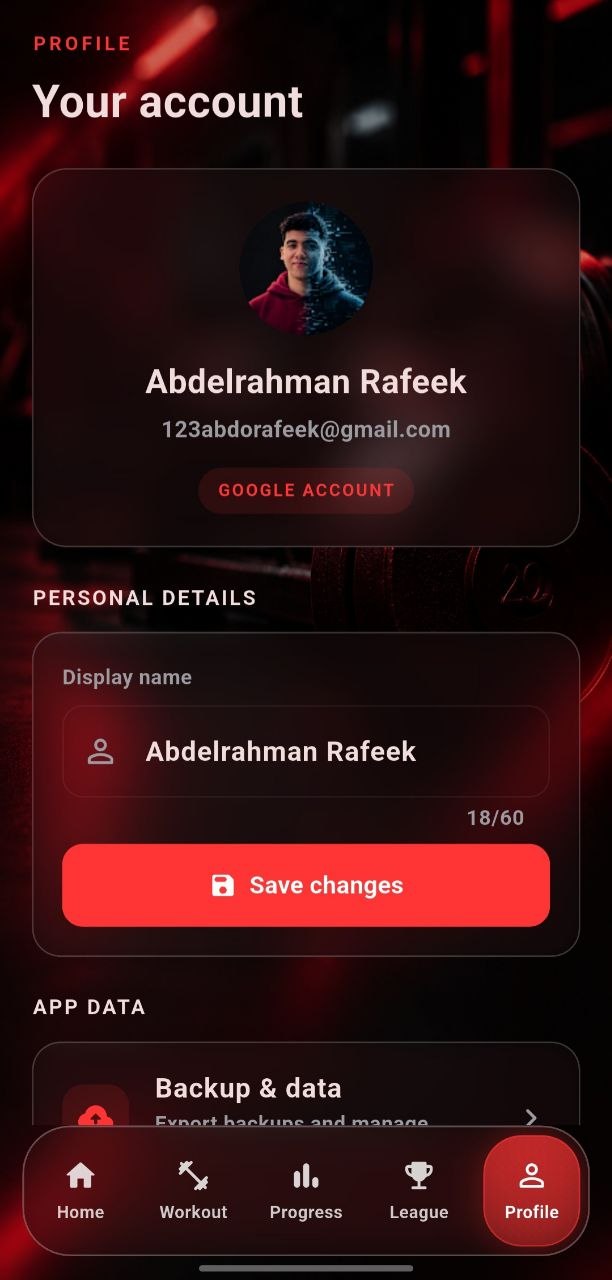 PROFILE
Your account
Abdelrahman Rafeek
123abdorafeek@gmail.com
GOOGLE ACCOUNT
20
PERSONAL DETAILS
Display name
Abdelrahman Rafeek
18/60
Save changes
APP DATA
Backup & data
Export backups and manage
Home
Workout
Progress
League
Profile